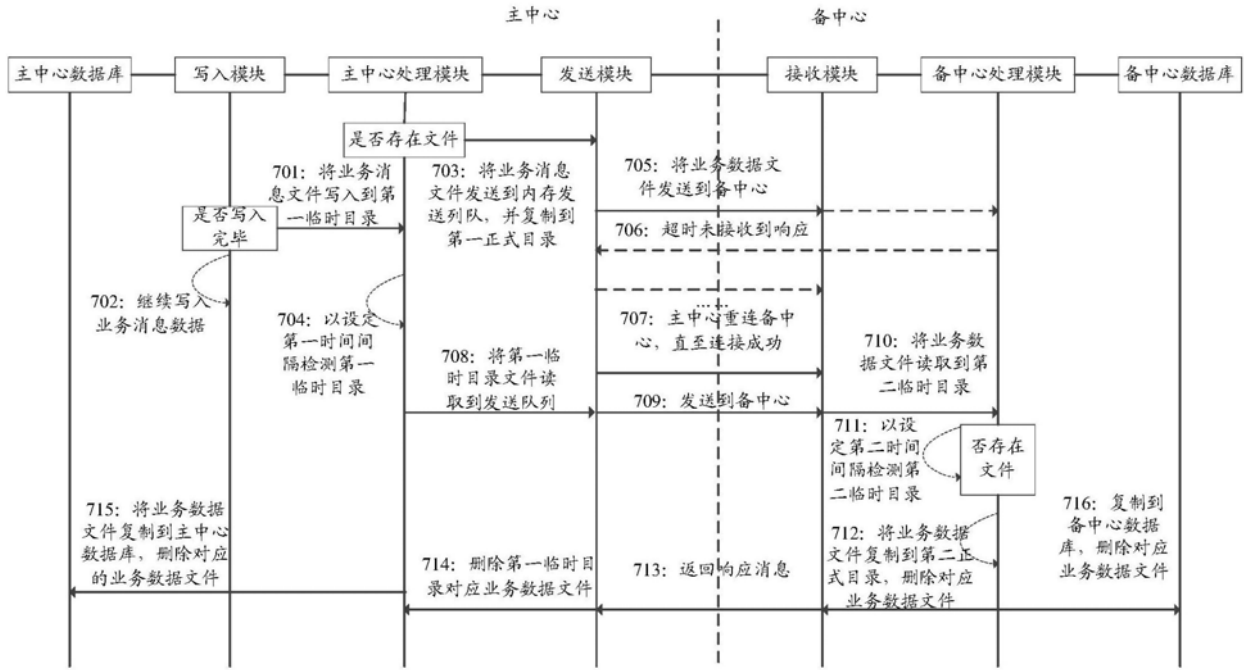 主中心
备中心
主中心数据库
写入模块
主中心处理模块
发送模块
接收模块
备中心处理模块
备中心数据库
是否存在文件
701：将业务消
息文件写入到第
一临时目录
703：将业务消息
文件发送到内存发
送列队，并复制到
第一正式目录
705：将业务数据文
件发送到备中心
是否写入
完毕
706：超时未接收到响应
702：继续写入
业务消息数据
704：以设定
第一时间间
隔检测第一
临时目录
……
707：主中心重连备中
心，直至连接成功
708：将第一临
时目录文件读
取到发送队列
709：发送到备中心
710：将业务数
据文件读取到第
二临时目录
711：以设
定第二时间
间隔检测第
二临时目录
否存在
文件
715：将业务数据
文件复制到主中心
数据库，删除对应
的业务数据文件
714：删除第一临时目
录对应业务数据文件
713：返回响应消息
712：将业务数据
文件复制到第二正
式目录，删除对应
业务数据文件
716：复制到
备中心数据
库，删除对应
业务数据文件